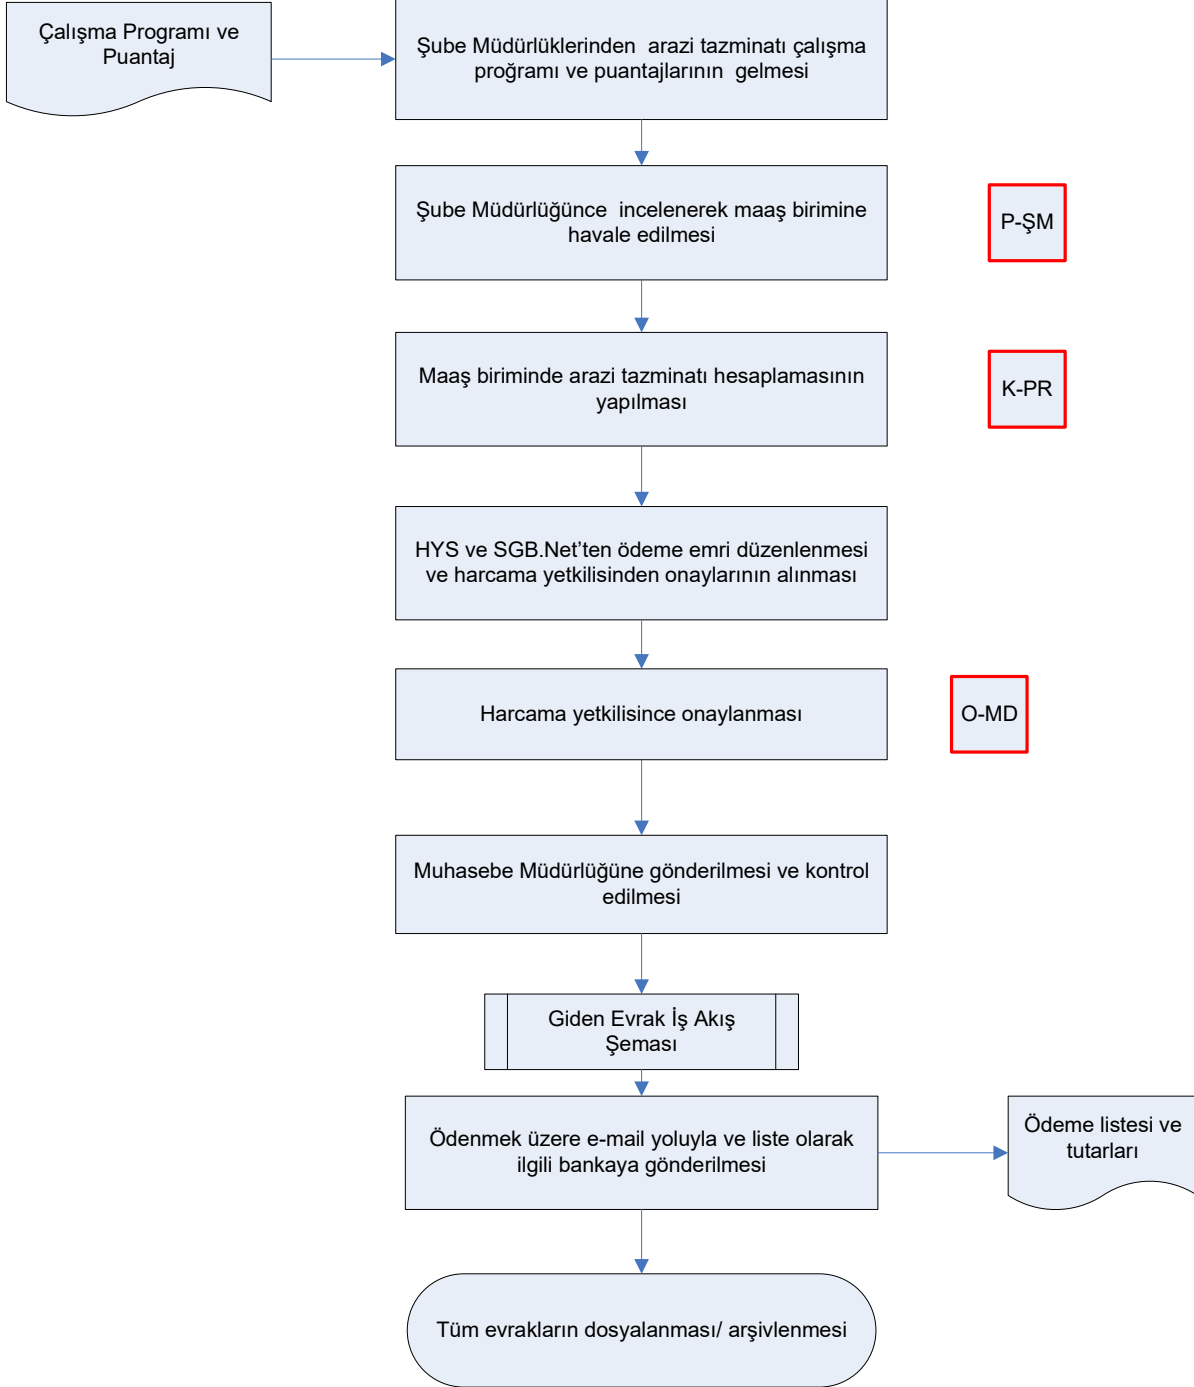 Çalışma Programı ve
Puantaj
Şube Müdürlüklerinden arazi tazminatı çalışma
proğramı ve puantajlarının gelmesi
Şube Müdürlüğünce incelenerek maaş birimine
havale edilmesi
P-ŞM
Maaş biriminde arazi tazminatı hesaplamasının
yapılması
K-PR
HYS ve SGB.Net’ten ödeme emri düzenlenmesi
ve harcama yetkilisinden onaylarının alınması
Harcama yetkilisince onaylanması
O-MD
Muhasebe Müdürlüğüne gönderilmesi ve kontrol
edilmesi
Giden Evrak İş Akış
Şeması
Ödenmek üzere e-mail yoluyla ve liste olarak
ilgili bankaya gönderilmesi
Ödeme listesi ve
tutarları
Tüm evrakların dosyalanması/ arşivlenmesi